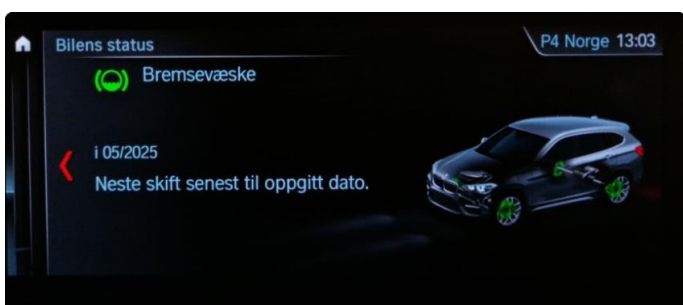 Bilens status
P4 Norge 13:03
Bremsevæske
i 05/2025
Neste skift senest til oppgitt dato.